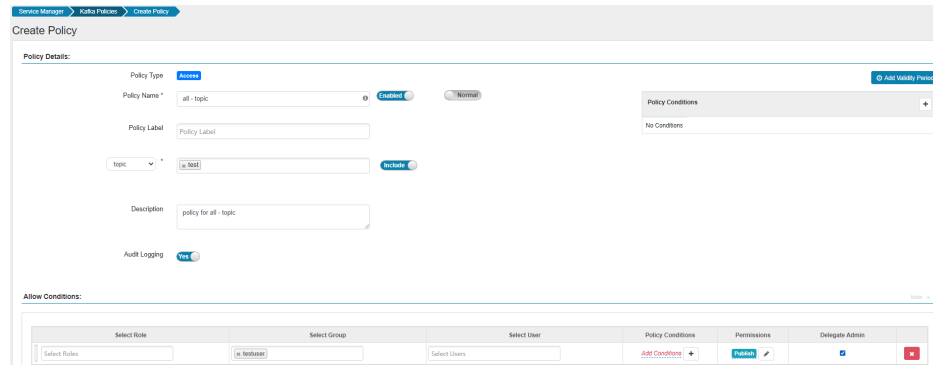 Service Manager Kafka Policies Create Policy
Create Policy
Policy Details:
Policy Type Access
Add Validity Period
Policy Name * all - topic Enabled Normal
Policy Conditions
No Conditions
Policy Label Policy Label
topic * test Include
Description policy for all - topic
Audit Logging Yes
Allow Conditions:
Select Role Select Group Select User Policy Conditions Permissions Delegate Admin
Select Roles testuser Select Users Add Conditions + Publish